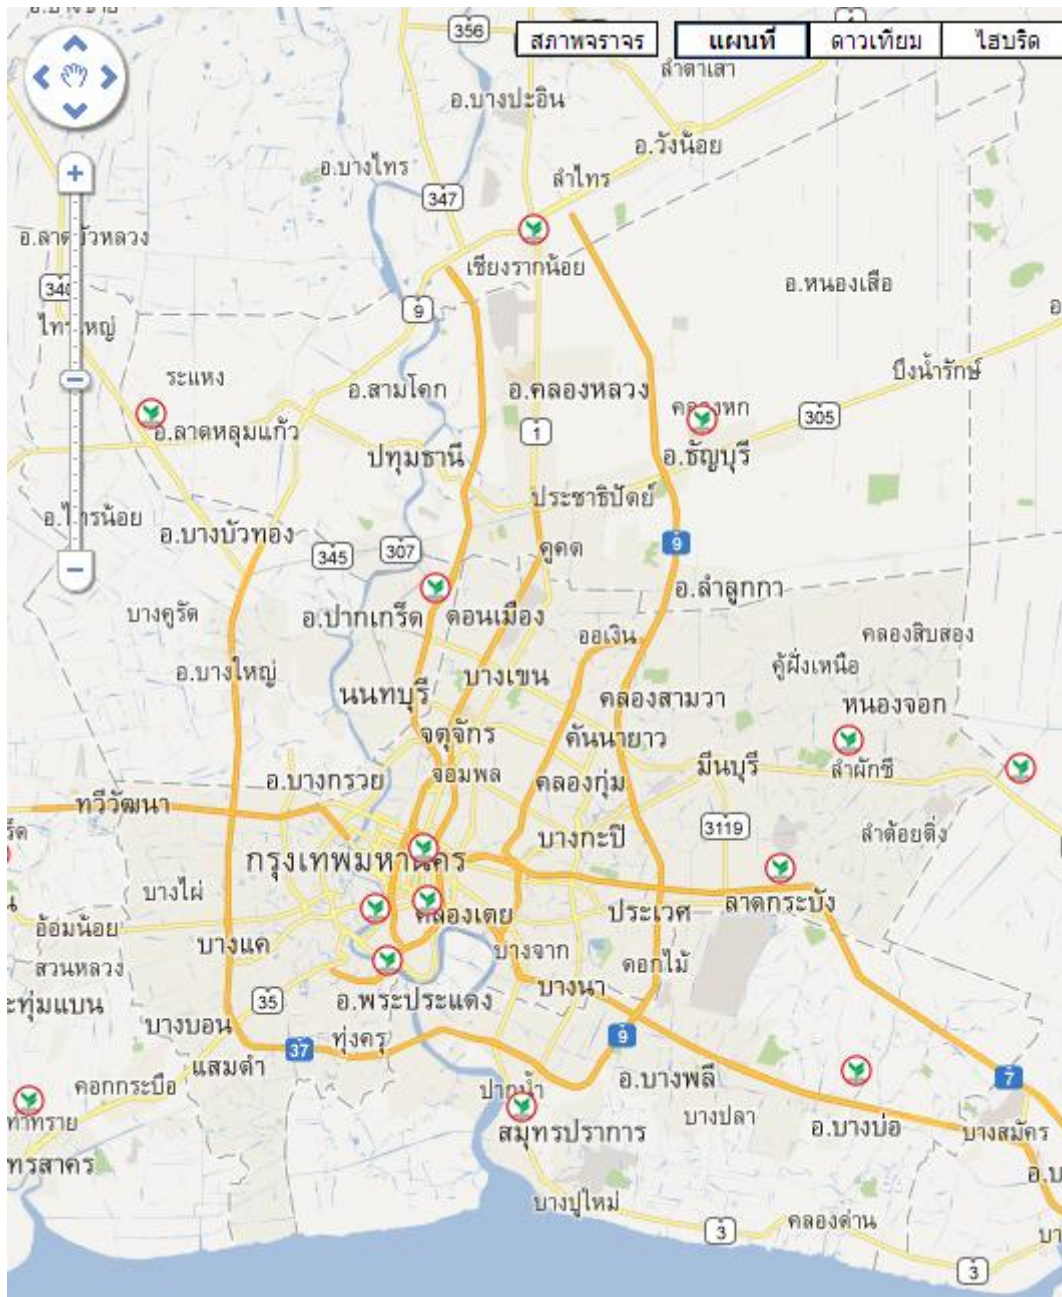 356
สภาพจราจร
แผนที่
ดาวเทียม
ไฮบริด
ลำตาเสา
อ.บางปะอิน
อ.วังน้อย
อ.บางไทร
ลำไทร
347
เชียงรากน้อย
อ.หนองเสือ
9
บึงน้ำรักษ์
ระแหง
อ.สามโคก
อ.คลองหลวง
305
อ.ลาดหลุมแก้ว
1
ปทุมธานี
อ.ธัญบุรี
ประชาธิปัตย์
อ.บางบัวทอง
345
307
คูคต
9
อ.ลำลูกกา
บางคูรัด
อ.ปากเกร็ด
ดอนเมือง
ออเงิน
คลองสิบสอง
อ.บางใหญ่
บางเขน
คู้ฝั่งเหนือ
นนทบุรี
คลองสามวา
หนองจอก
จตุจักร
คันนายาว
อ.บางกรวย
จอมพล
คลองกุ่ม
มีนบุรี
ลำผักชี
ทวีวัฒนา
3119
บางกะปิ
ลำต้อยติ่ง
กรุงเทพมหานคร
บางไผ่
คลองเตย
ประเวศ
ลาดกระบัง
อ้อมน้อย
บางแค
บางจาก
สวนหลวง
ดอกไม้
35
อ.พระประแดง
บางนา
บางบอน
ทุ่งครุ
37
9
แสมดำ
อ.บางพลี
7
คอกกระบือ
ปากน้ำ
บางปลา
อ.บางบ่อ
สมุทรปราการ
บางสมัคร
บางปูใหม่
คลองด่าน
3
3